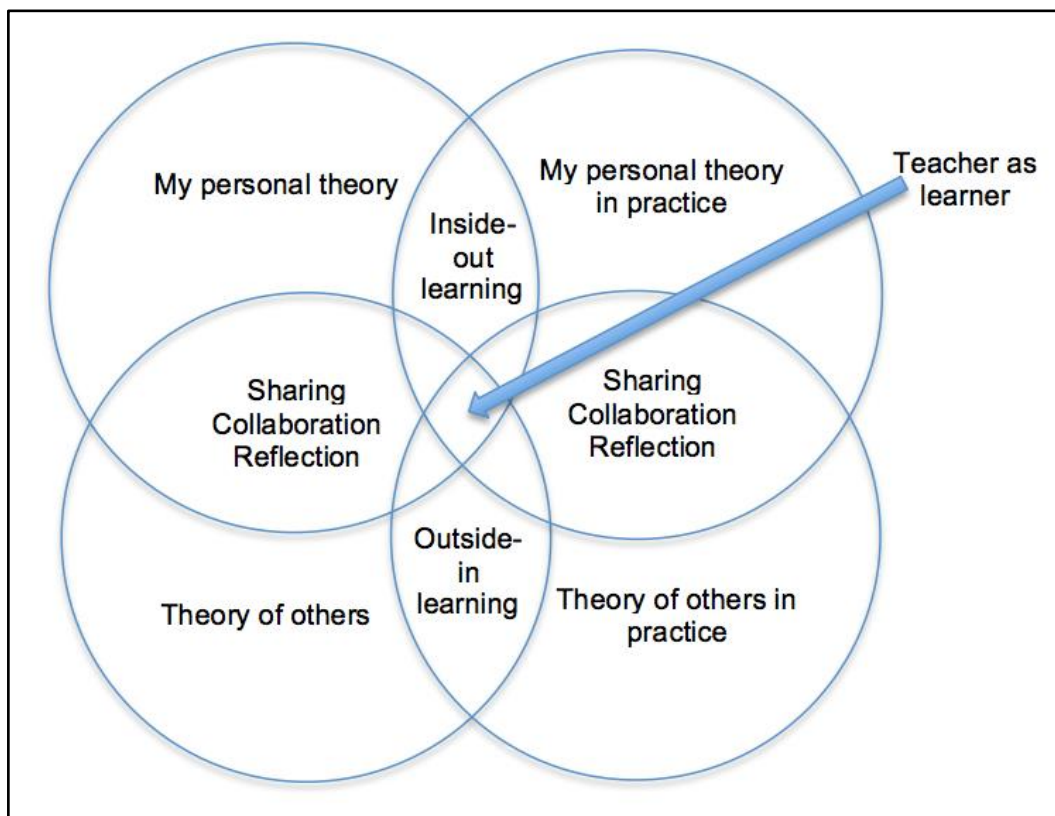 My personal theory
My personal theory
in practice
Teacher as
learner
Inside-
out
learning
Sharing
Collaboration
Reflection
Sharing
Collaboration
Reflection
Outside-
in
learning
Theory of others
Theory of others in
practice